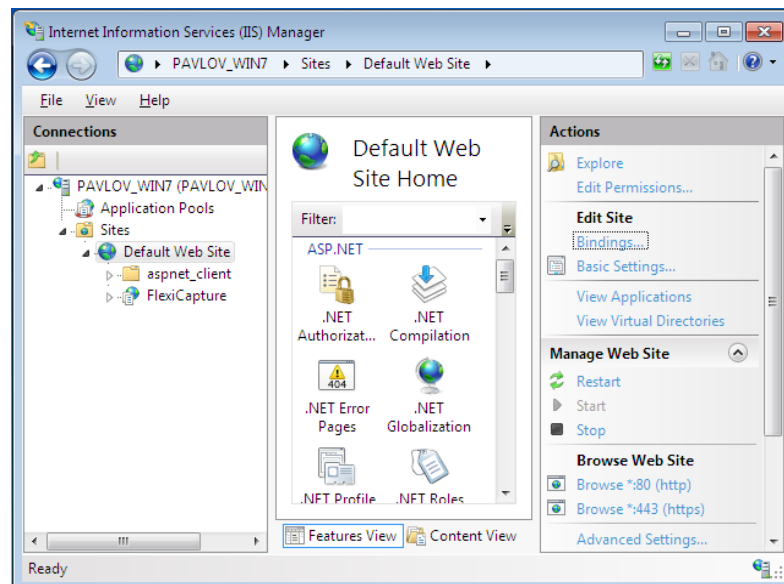 Internet Information Services (IIS) Manager
PAVLOV_WIN7 Sites Default Web Site
File View Help
Connections
PAVLOV_WIN7 (PAVLOV_WIN
Application Pools
Sites
Default Web Site
aspnet_client
FlexiCapture
Default Web
Site Home
Filter:
ASP.NET
.NET
Authorizat...
.NET
Compilation
404
.NET Error
Pages
.NET
Globalization
.NET Profile
.NET Roles
Features View Content View
Actions
Explore
Edit Permissions...
Edit Site
Bindings...
Basic Settings...
View Applications
View Virtual Directories
Manage Web Site
Restart
Start
Stop
Browse Web Site
Browse *:80 (http)
Browse *:443 (https)
Advanced Settings...
Ready